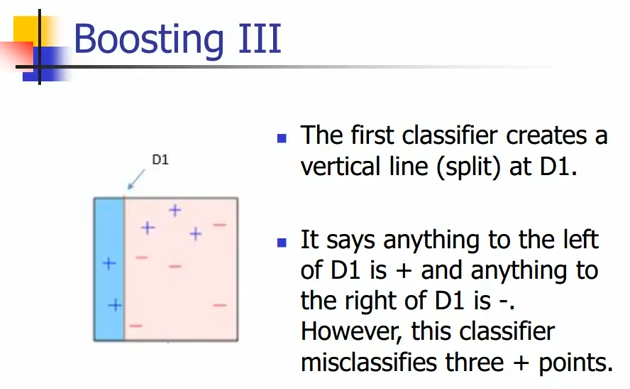 Boosting III
D1
+
+
+
−
−
+
−
+
−
−
The first classifier creates a
vertical line (split) at D1.
It says anything to the left
of D1 is + and anything to
the right of D1 is -.
However, this classifier
misclassifies three + points.